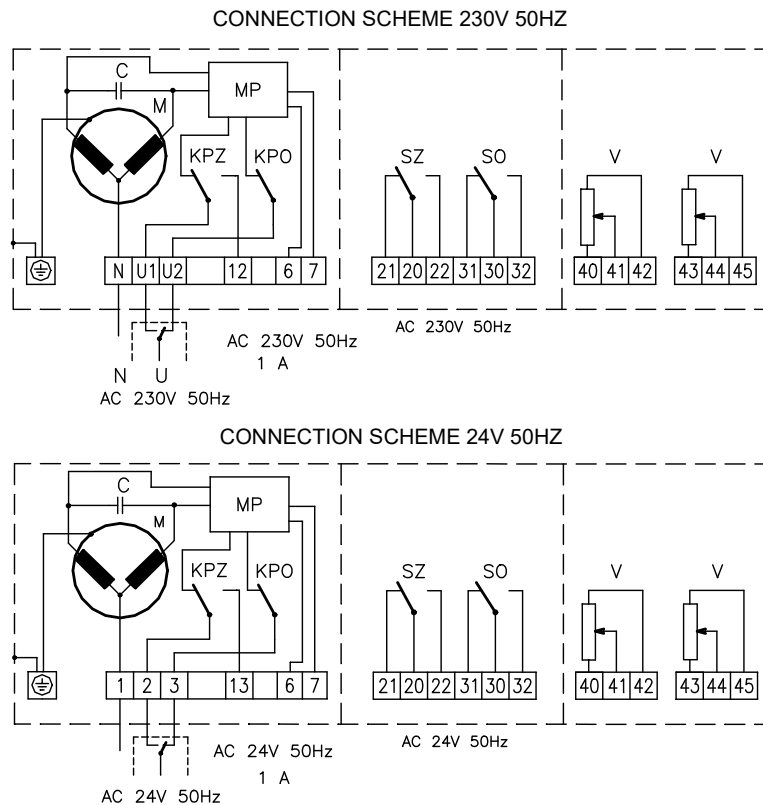 CONNECTION SCHEME 230V 50HZ
C
M
MP
KPZ KPO
SZ SO
V V
N U1 U2 12 6 7
21 20 22 31 30 32
40 41 42 43 44 45
AC 230V 50Hz
1 A
AC 230V 50Hz
N U
AC 230V 50Hz
CONNECTION SCHEME 24V 50HZ
C
M
MP
KPZ KPO
SZ SO
V V
1 2 3 13 6 7
21 20 22 31 30 32
40 41 42 43 44 45
AC 24V 50Hz
1 A
AC 24V 50Hz
AC 24V 50Hz